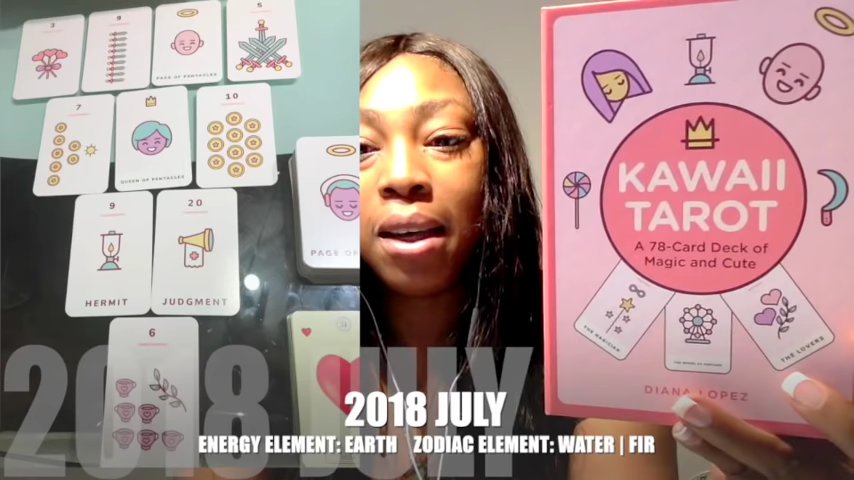 3
9
PAGE OF PENTACLES
5
7
QUEEN OF PENTACLES
10
9
HERMIT
20
JUDGMENT
6
PAGE OF
KAWAII
TAROT
A 78-Card Deck of
Magic and Cute
THE MAGICIAN
THE WHEEL OF FORTUNE
THE LOVERS
DIANA LOPEZ
2018 JULY
2018 JULY
ENERGY ELEMENT: EARTH ZODIAC ELEMENT: WATER | FIR